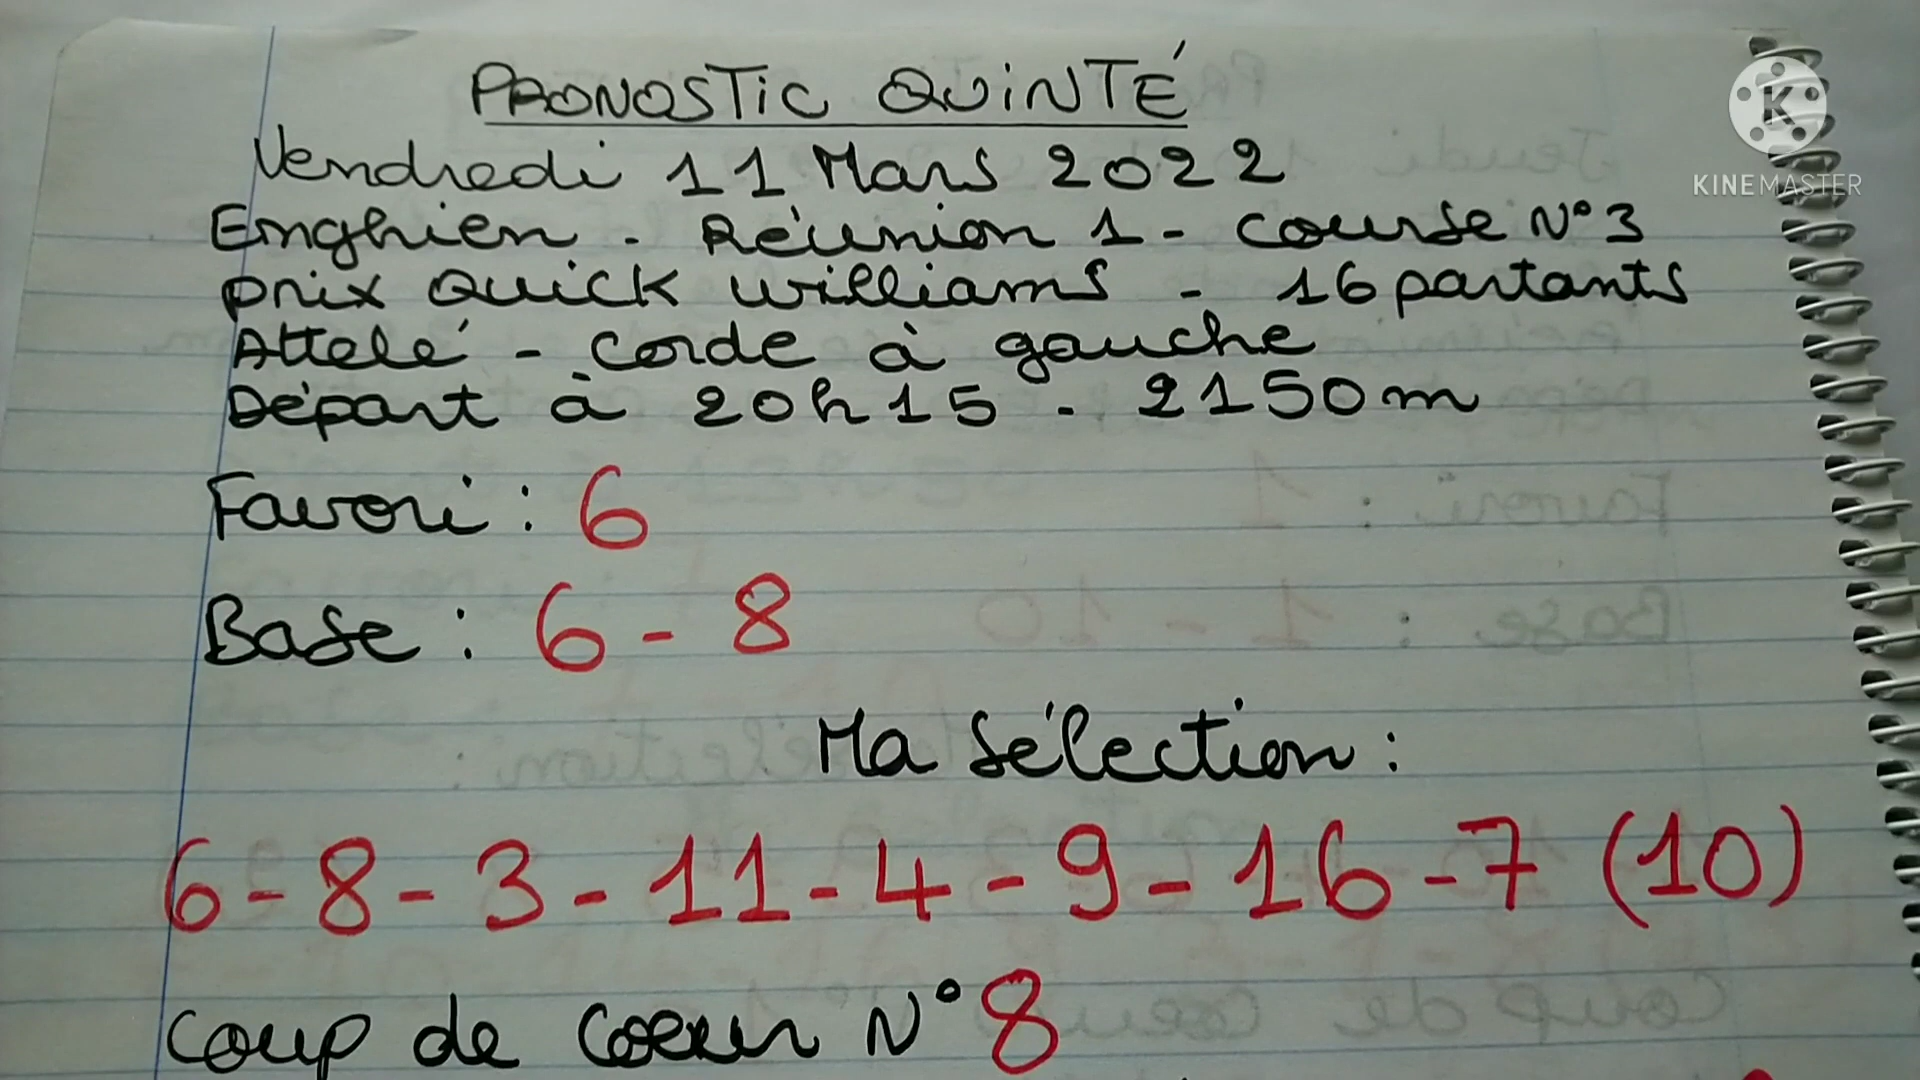 PRONOSTIC QUINTÉ
Vendredi 11 Mars 2022
Enghien - Réunion 1 - course N°3
prix Quick williams - 16 partants
Attelé - corde à gauche
Départ à 20h15 - 2150m
Favori : 6
Base : 6 - 8
Ma sélection :
6 - 8 - 3 - 11 - 4 - 9 - 16 - 7 (10)
coup de coeur N°8
K
KINEMASTER